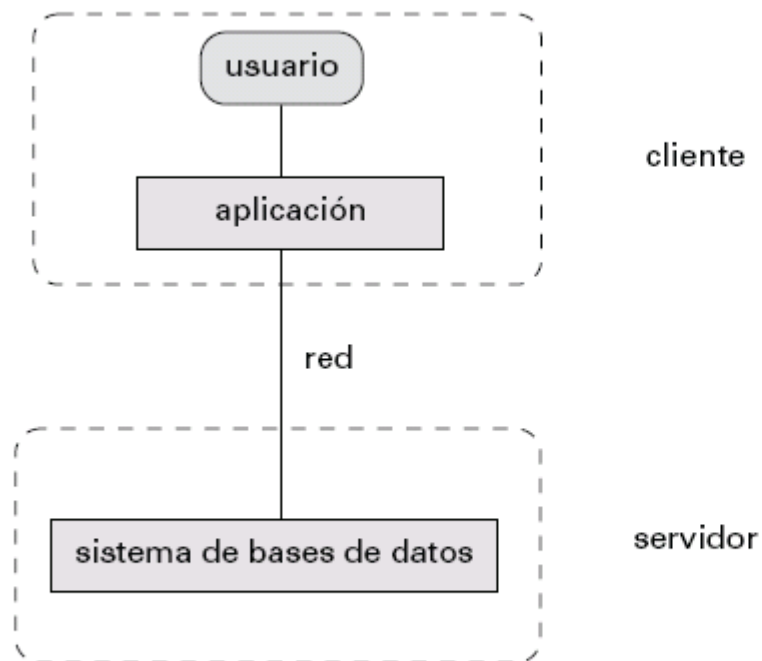 usuario
cliente
aplicación
red
sistema de bases de datos
servidor